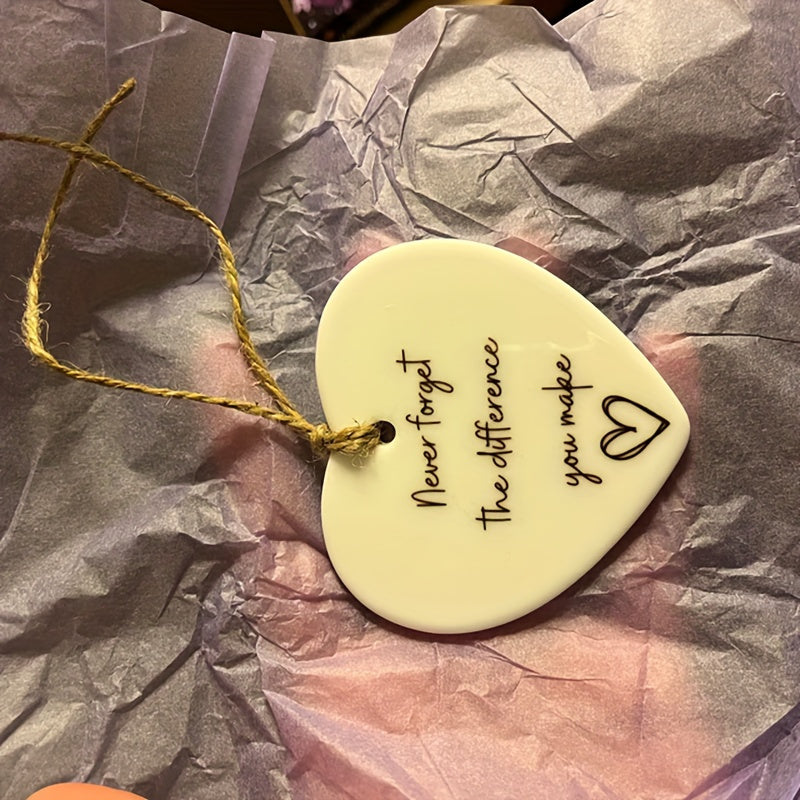 Never forget
the difference
you make